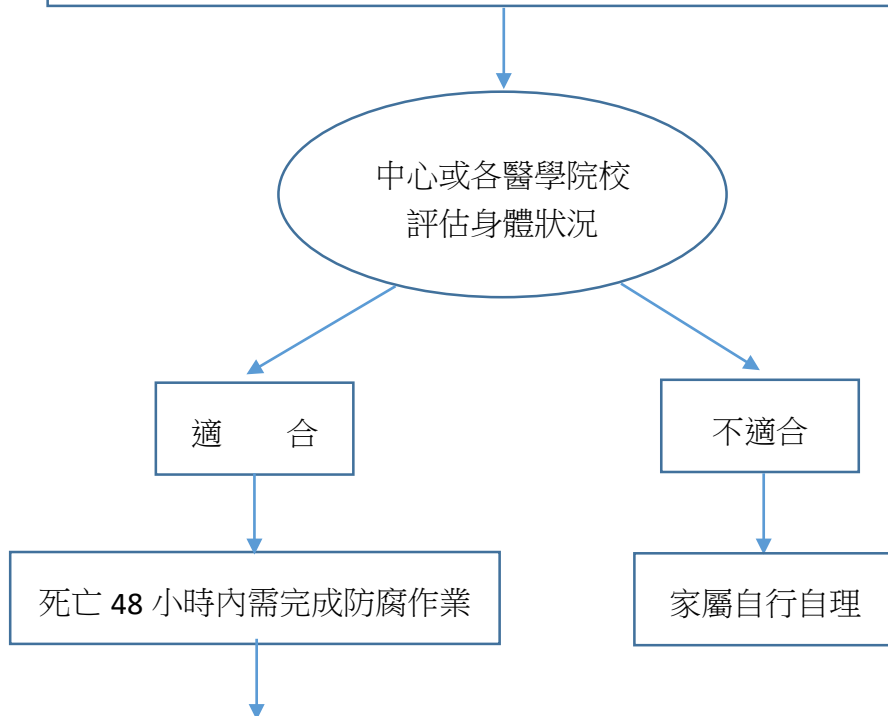 中心或各醫學院校
評估身體狀況
適　　合
不適合
死亡 48 小時內需完成防腐作業
家屬自行自理